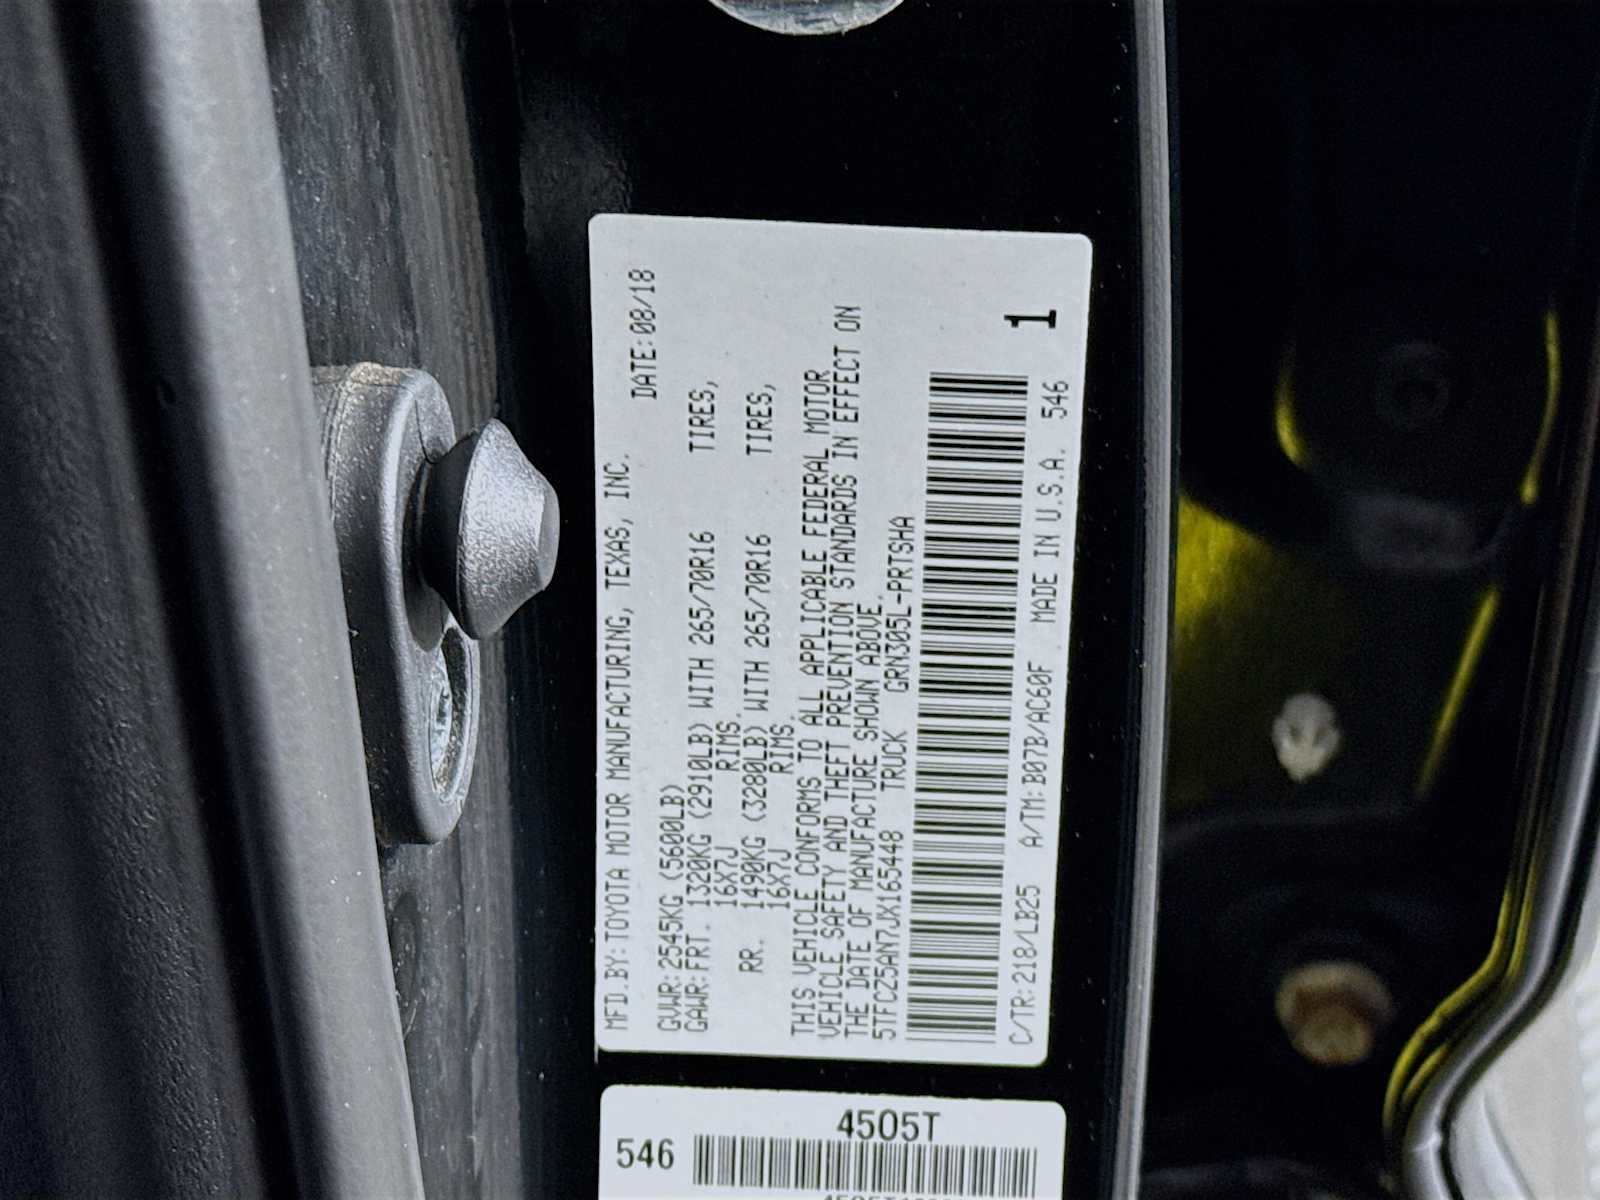 MFD.BY:TOYOTA MOTOR MANUFACTURING, TEXAS, INC.
DATE:08/18
GVWR:2545KG (5600LB)
GAWR:FRT. 1320KG (2910LB) WITH 265/70R16 TIRES,
16X7J RIMS.
RR. 1490KG (3280LB) WITH 265/70R16 TIRES,
16X7J RIMS.
THIS VEHICLE CONFORMS TO ALL APPLICABLE FEDERAL MOTOR
VEHICLE SAFETY AND THEFT PREVENTION STANDARDS IN EFFECT ON
THE DATE OF MANUFACTURE SHOWN ABOVE.
5TFCZ5AN7JX165448 TRUCK GRN305L-PRTSHA
1
C/TR:218/LB25 A/TM:B07B/AC60F MADE IN U.S.A. 546
4505T
546